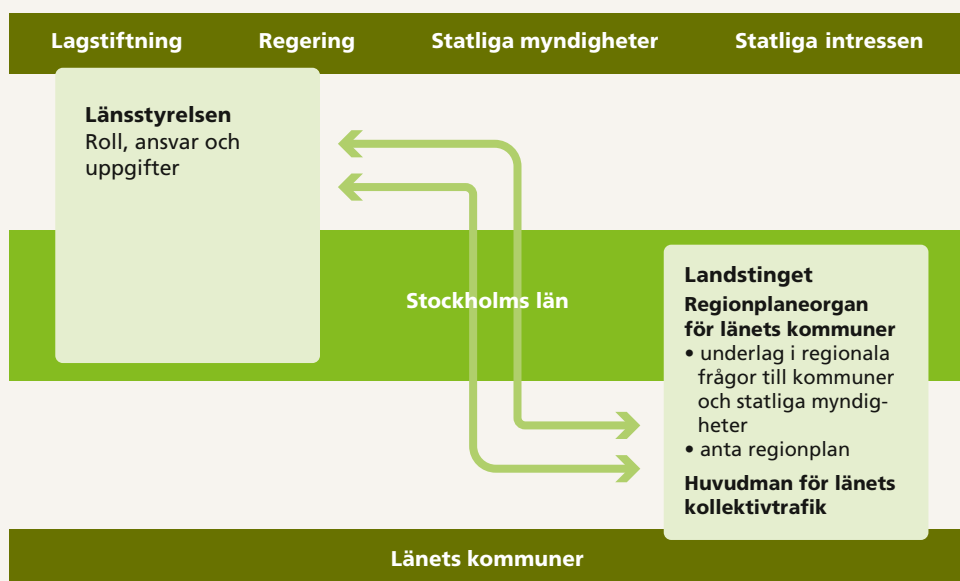 Lagstiftning Regering Statliga myndigheter Statliga intressen
Länsstyrelsen
Roll, ansvar och
uppgifter
Stockholms län
Landstinget
Regionplaneorgan
för länets kommuner
• underlag i regionala
frågor till kommuner
och statliga myndig-
heter
• anta regionplan
Huvudman för länets
kollektivtrafik
Länets kommuner